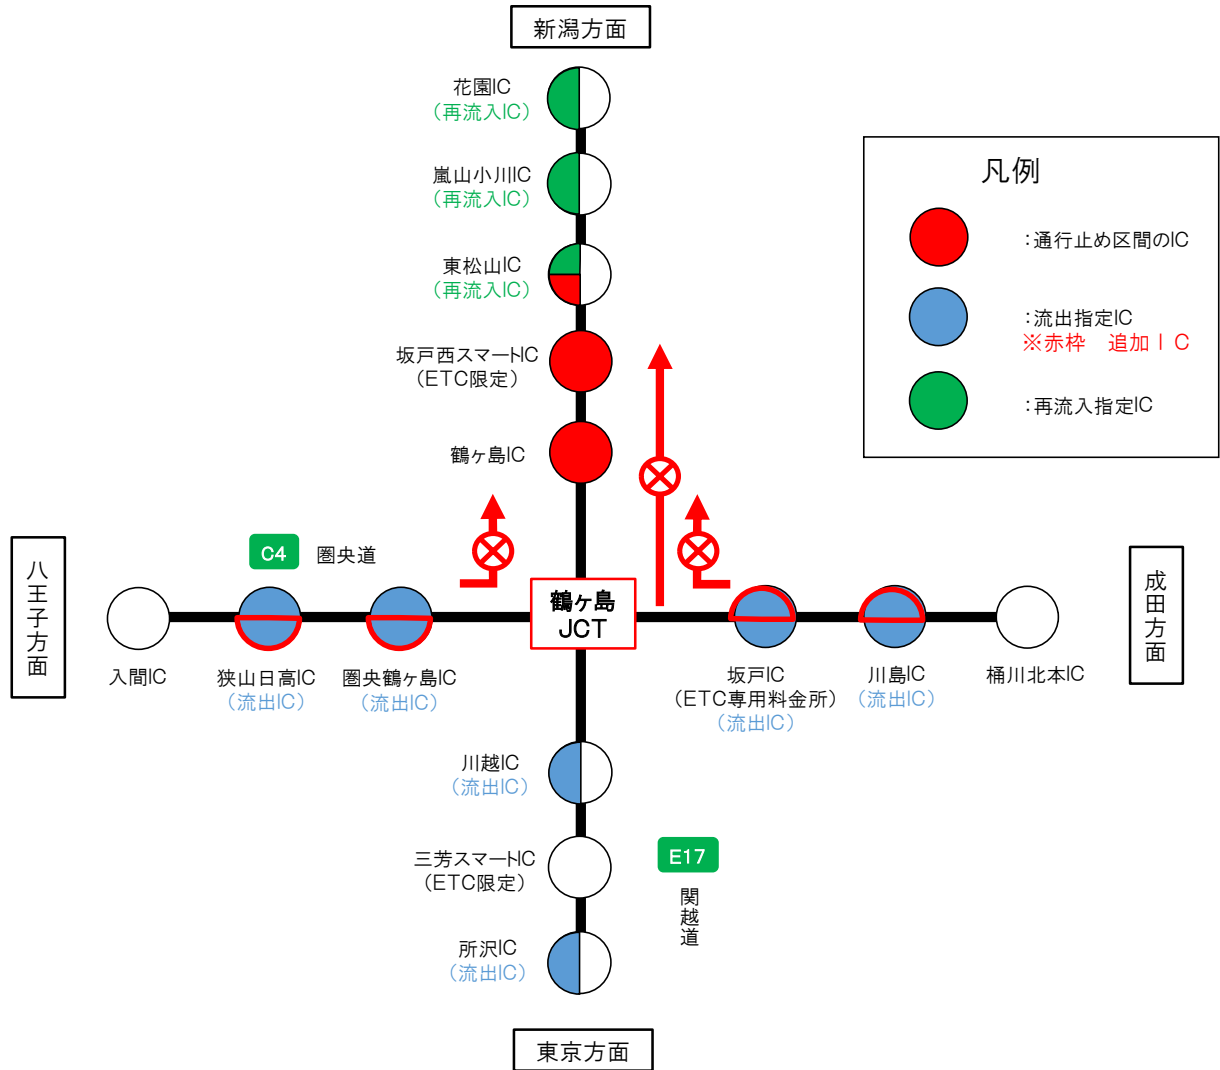 新潟方面
花園IC
(再流入IC)
嵐山小川IC
(再流入IC)
東松山IC
(再流入IC)
坂戸西スマートIC
(ETC限定)
鶴ヶ島IC
凡例
:通行止め区間のIC
:流出指定IC
※赤枠　追加ＩＣ
:再流入指定IC
八王子方面
C4 圏央道
鶴ヶ島
JCT
成田方面
入間IC
狭山日高IC
(流出IC)
圏央鶴ヶ島IC
(流出IC)
坂戸IC
(ETC専用料金所)
(流出IC)
川島IC
(流出IC)
桶川北本IC
川越IC
(流出IC)
三芳スマートIC
(ETC限定)
E17
関越道
所沢IC
(流出IC)
東京方面